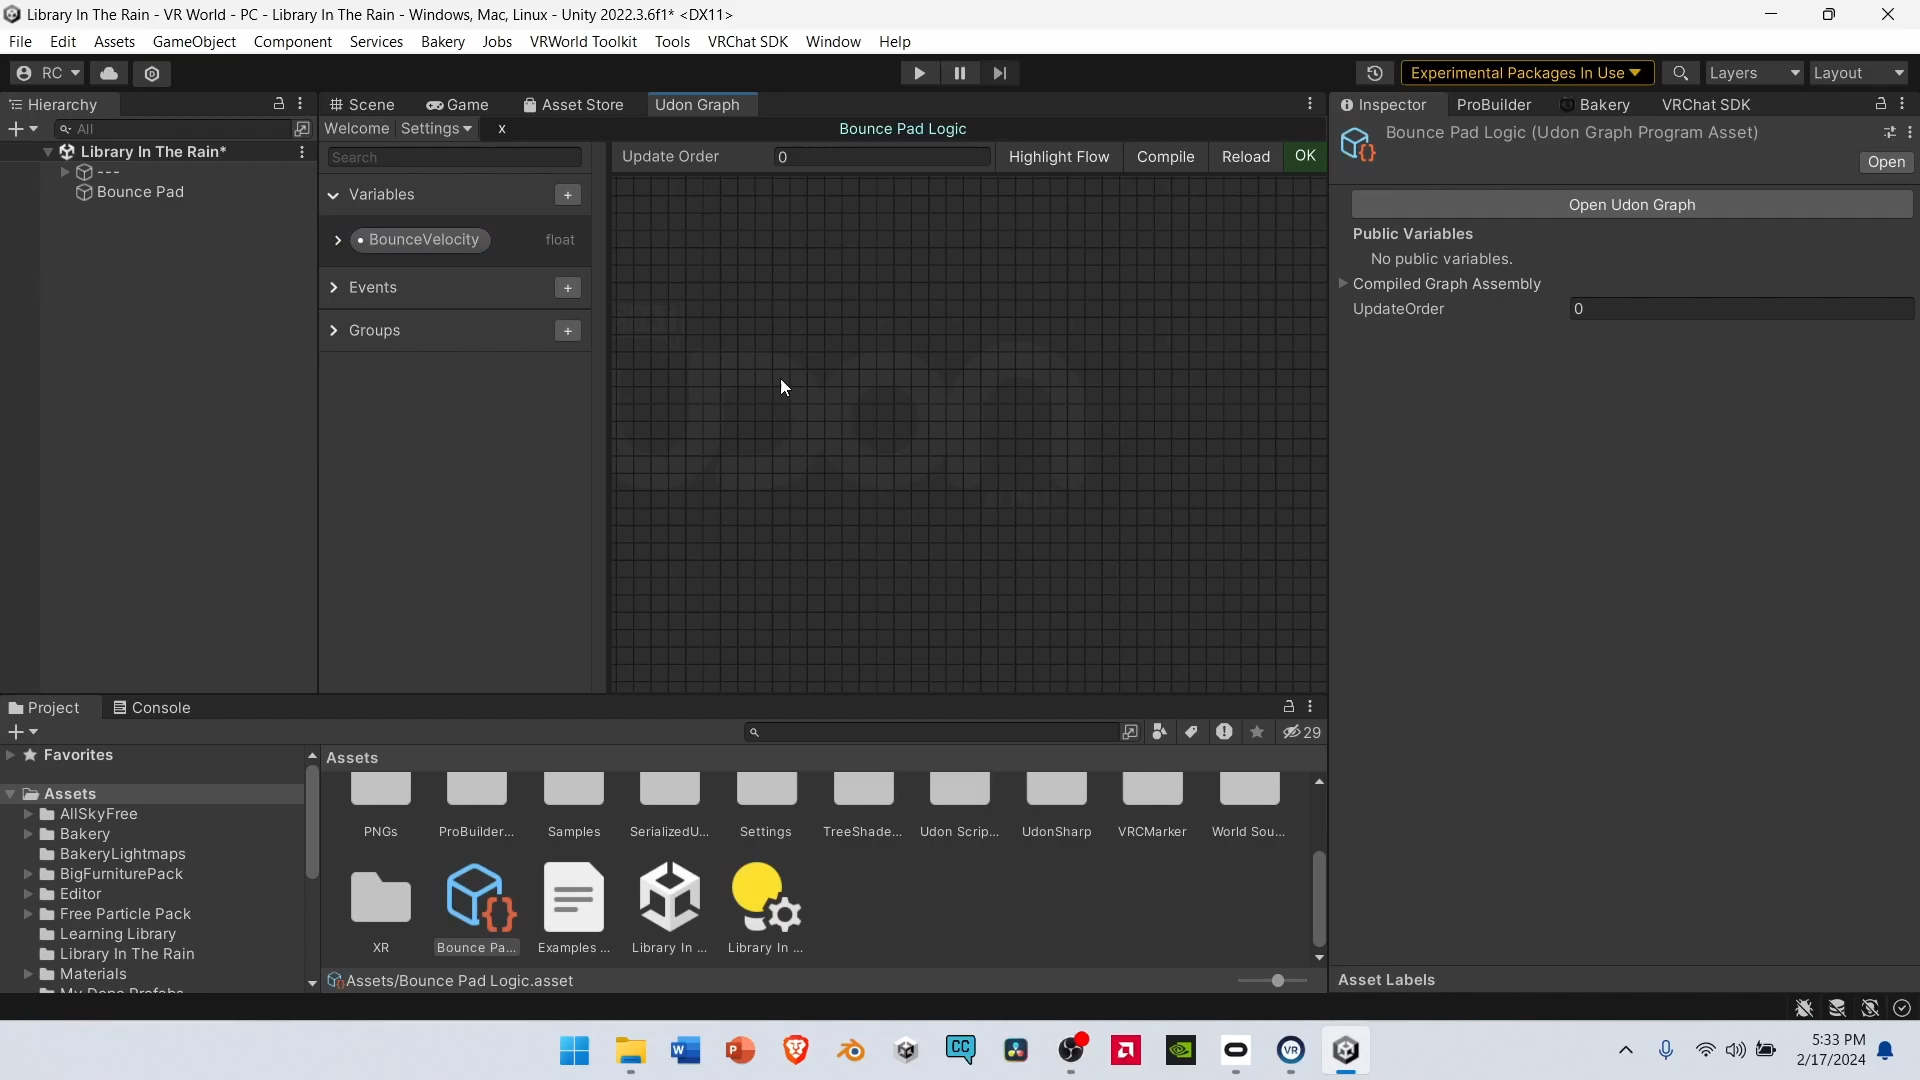 Library In The Rain - VR World - PC - Library In The Rain - Windows, Mac, Linux - Unity 2022.3.6f1* <DX11>
File Edit Assets GameObject Component Services Bakery Jobs VRWorld Toolkit Tools VRChat SDK Window Help
RC
Experimental Packages In Use
Layers
Layout
Hierarchy
All
Library In The Rain*
---
Bounce Pad
Scene
Game
Asset Store
Udon Graph
Welcome
Settings
x
Bounce Pad Logic
Search
Update Order
0
Highlight Flow
Compile
Reload
OK
Variables
+
BounceVelocity
float
Events
+
Groups
+
Inspector
ProBuilder
Bakery
VRChat SDK
Bounce Pad Logic (Udon Graph Program Asset)
Open
Open Udon Graph
Public Variables
No public variables.
Compiled Graph Assembly
UpdateOrder
0
Asset Labels
Project
Console
29
Favorites
Assets
AllSkyFree
Bakery
BakeryLightmaps
BigFurniturePack
Editor
Free Particle Pack
Learning Library
Library In The Rain
Materials
Assets
PNGs
ProBuilder...
Samples
SerializedU...
Settings
TreeShade...
Udon Scrip...
UdonSharp
VRCMarker
World Sou...
XR
Bounce Pa...
Examples ...
Library In ...
Library In ...
Assets/Bounce Pad Logic.asset
5:33 PM
2/17/2024